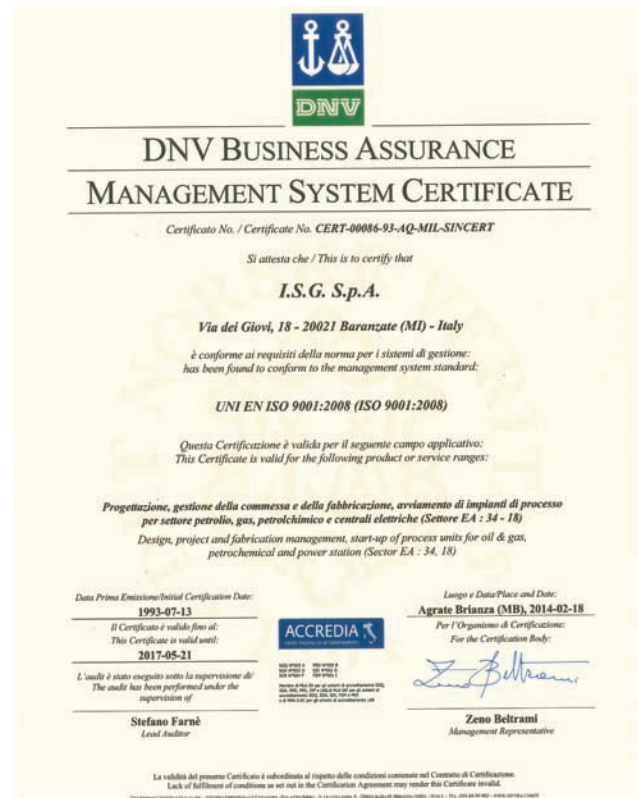 DNV
DNV BUSINESS ASSURANCE
MANAGEMENT SYSTEM CERTIFICATE
Certificato No. / Certificate No. CERT-00086-93-AQ-MIL-SINCERT
Si attesta che / This is to certify that
I.S.G. S.p.A.
Via dei Giovi, 18 - 20021 Baranzate (MI) - Italy
è conforme ai requisiti della norma per i sistemi di gestione:
has been found to conform to the management system standard:
UNI EN ISO 9001:2008 (ISO 9001:2008)
Questa Certificazione è valida per il seguente campo applicativo:
This Certificate is valid for the following product or service ranges:
Progettazione, gestione della commessa e della fabbricazione, avviamento di impianti di processo
per settore petrolio, gas, petrolchimico e centrali elettriche (Settore EA : 34 - 18)
Design, project and fabrication management, start-up of process units for oil & gas,
petrochemical and power station (Sector EA : 34, 18)
Data Prima Emissione/Initial Certification Date:
1993-07-13
Il Certificato è valido fino al:
This Certificate is valid until:
2017-05-21
L'audit è stato eseguito sotto la supervisione di/
The audit has been performed under the
supervision of
Stefano Farnè
Lead Auditor
ACCREDIA
Luogo e Data/Place and Date:
Agrate Brianza (MB), 2014-02-18
Per l'Organismo di Certificazione:
For the Certification Body:
Zeno Beltrami
Zeno Beltrami
Management Representative
La validità del presente Certificato è subordinata al rispetto delle condizioni contenute nel Contratto di Certificazione.
Lack of fulfilment of conditions as set out in the Certification Agreement may render this Certificate invalid.